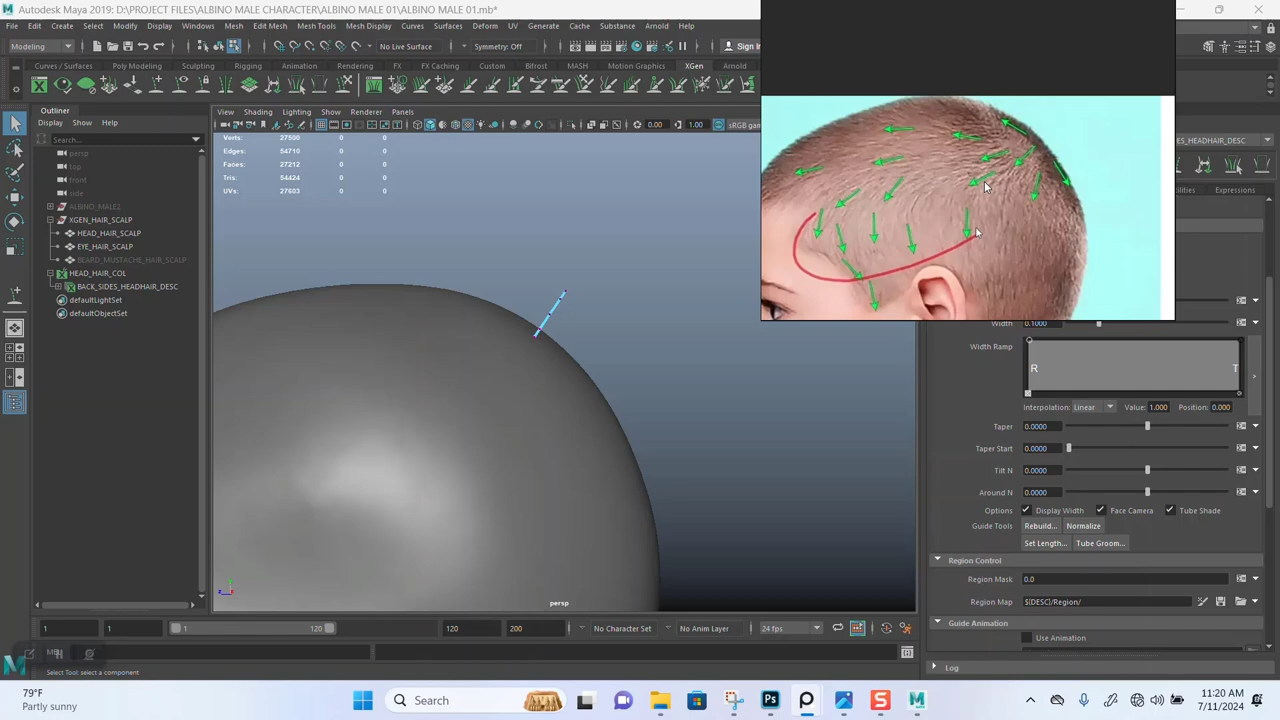 Autodesk Maya 2019: D:\PROJECT FILES\ALBINO MALE CHARACTER\ALBINO MALE 01\ALBINO MALE 01.mb*
File Edit Create Select Modify Display Windows Mesh Edit Mesh Mesh Tools Mesh Display Curves Surfaces Deform UV Generate Cache Substance Arnold Help
Modeling No Live Surface Symmetry: Off Sign In
Curves / Surfaces Poly Modeling Sculpting Rigging Animation Rendering FX FX Caching Custom Bifrost MASH Motion Graphics XGen Arnold
Outliner
Display Show Help
Search...
persp
top
front
side
ALBINO_MALE2
XGEN_HAIR_SCALP
HEAD_HAIR_SCALP
EYE_HAIR_SCALP
BEARD_MUSTACHE_HAIR_SCALP
HEAD_HAIR_COL
BACK_SIDES_HEADHAIR_DESC
defaultLightSet
defaultObjectSet
View Shading Lighting Show Renderer Panels
0.00 1.00
Verts: 27500 0 0
Edges: 54710 0 0
Faces: 27212 0 0
Tris: 54424 0 0
UVs: 27603 0 0
persp
SIDES_HEADHAIR_DESC
Expressions
Width 0.1000
Width Ramp
R T
Interpolation: Linear Value: 1.000 Position: 0.000
>
Taper 0.0000
Taper Start 0.0000
Tilt N 0.0000
Around N 0.0000
Options Display Width Face Camera Tube Shade
Guide Tools Rebuild... Normalize
Set Length... Tube Groom...
Region Control
Region Mask 0.0
Region Map ${DESC}/Region/
Guide Animation
Use Animation
Log
1 1 1 120 120 200 No Character Set No Anim Layer 24 fps
Select Tool: select a component
79°F
Partly sunny
Search
11:20 AM
7/11/2024